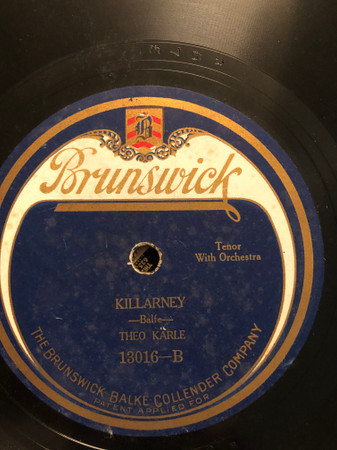 B
Brunswick
Tenor
With Orchestra
KILLARNEY
—Balfe—
THEO KARLE
13016–B
THE BRUNSWICK BALKE COLLENDER COMPANY
PATENT APPLIED FOR